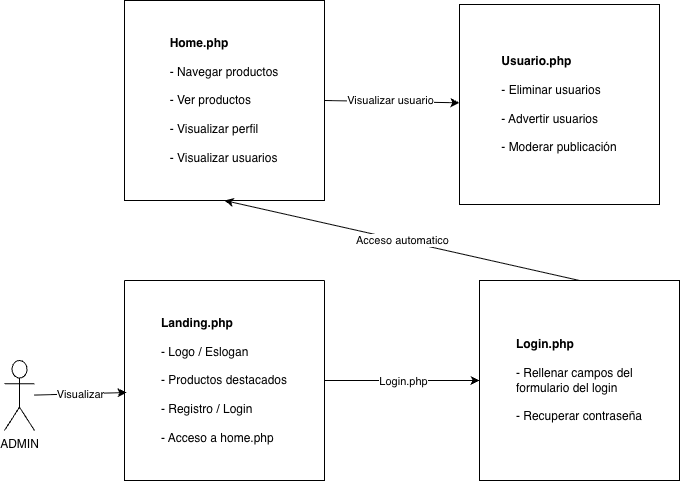 Home.php
- Navegar productos
- Ver productos
- Visualizar perfil
- Visualizar usuarios
Visualizar usuario
Usuario.php
- Eliminar usuarios
- Advertir usuarios
- Moderar publicación
Acceso automatico
ADMIN
Visualizar
Landing.php
- Logo / Eslogan
- Productos destacados
- Registro / Login
- Acceso a home.php
Login.php
Login.php
- Rellenar campos del
formulario del login
- Recuperar contraseña